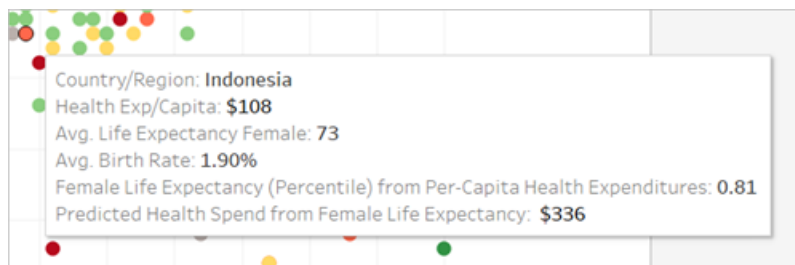 Country/Region: Indonesia
Health Exp/Capita: $108
Avg. Life Expectancy Female: 73
Avg. Birth Rate: 1.90%
Female Life Expectancy (Percentile) from Per-Capita Health Expenditures: 0.81
Predicted Health Spend from Female Life Expectancy: $336